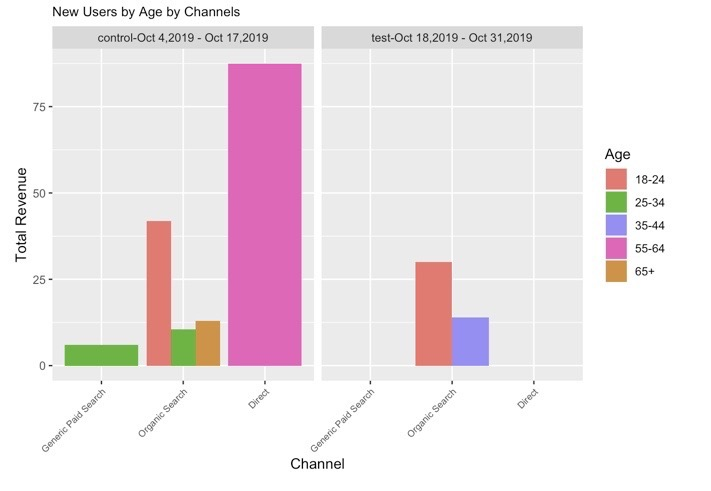 New Users by Age by Channels
control-Oct 4,2019 - Oct 17,2019
test-Oct 18,2019 - Oct 31,2019
Total Revenue
75
50
25
0
Generic Paid Search
Organic Search
Direct
Generic Paid Search
Organic Search
Direct
Channel
Age
18-24
25-34
35-44
55-64
65+